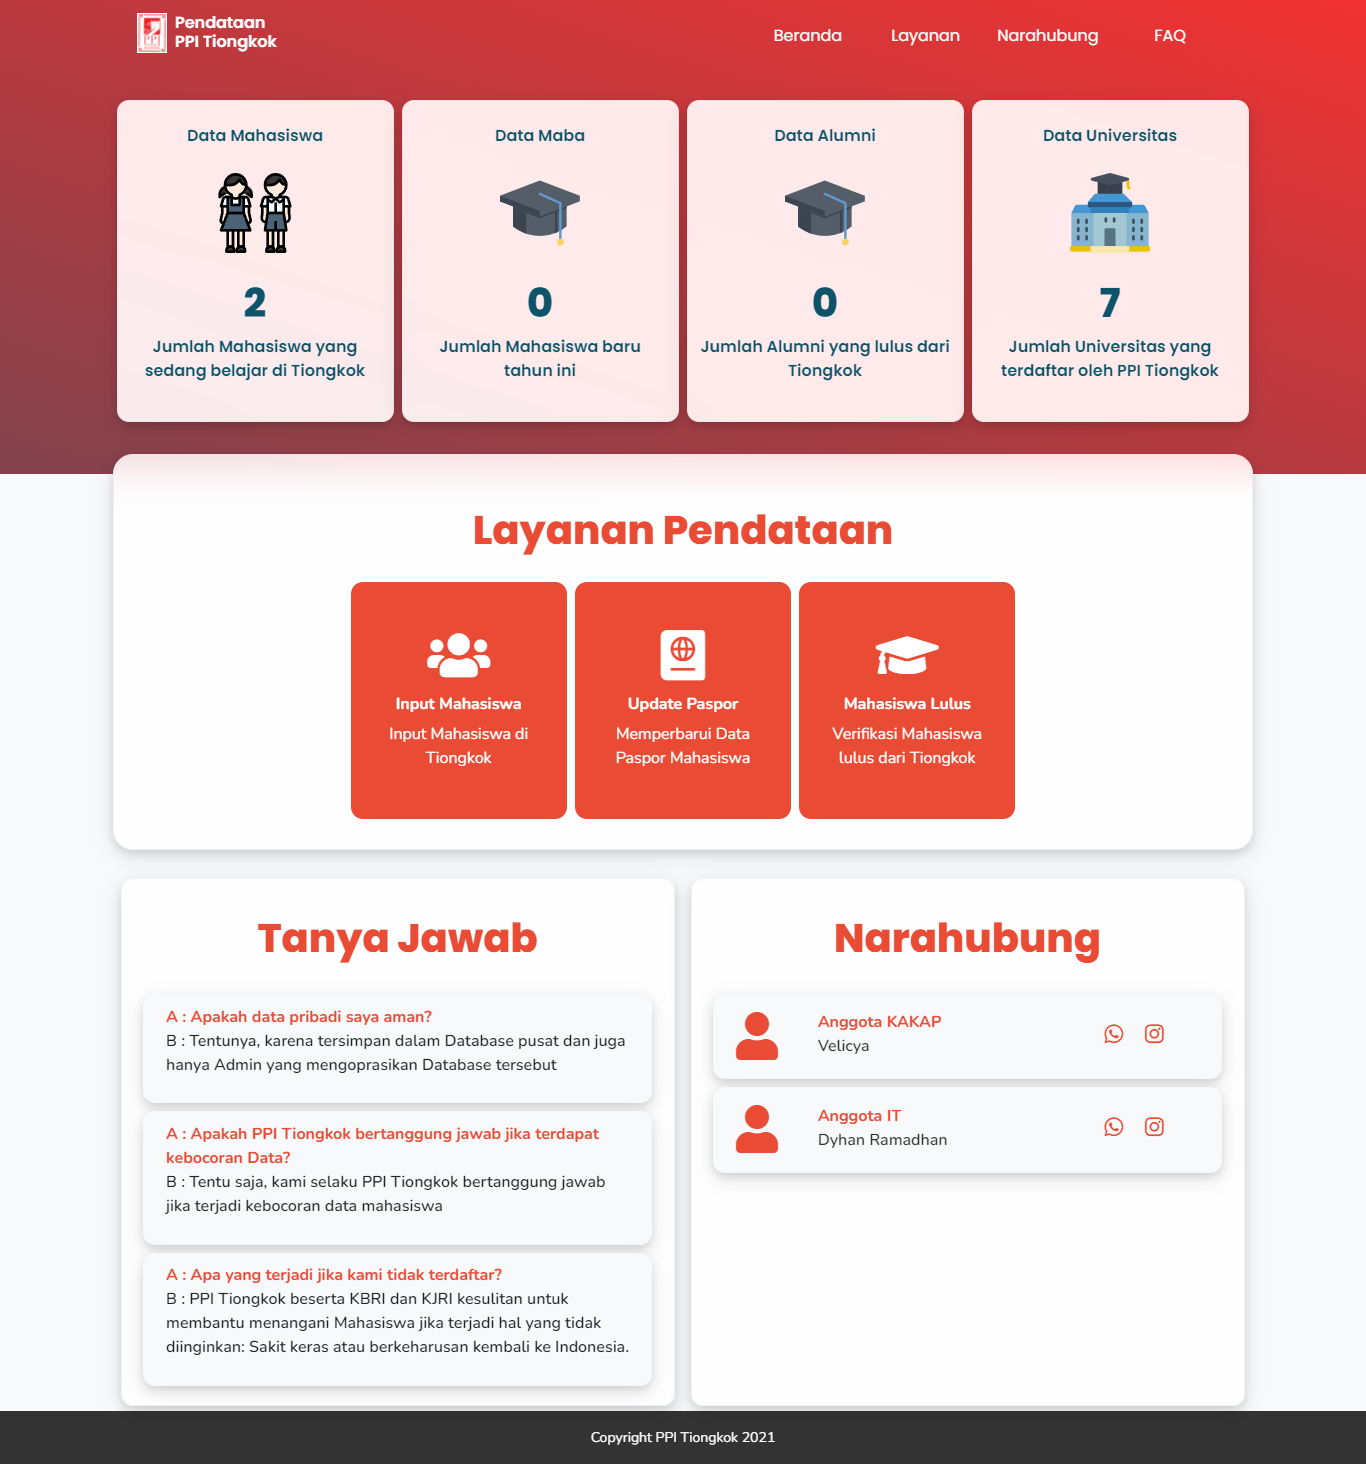 Pendataan
PPI Tiongkok
Beranda
Layanan
Narahubung
FAQ
Data Mahasiswa
2
Jumlah Mahasiswa yang
sedang belajar di Tiongkok
Data Maba
0
Jumlah Mahasiswa baru
tahun ini
Data Alumni
0
Jumlah Alumni yang lulus dari
Tiongkok
Data Universitas
7
Jumlah Universitas yang
terdaftar oleh PPI Tiongkok
Layanan Pendataan
Input Mahasiswa
Input Mahasiswa di
Tiongkok
Update Paspor
Memperbarui Data
Paspor Mahasiswa
Mahasiswa Lulus
Verifikasi Mahasiswa
lulus dari Tiongkok
Tanya Jawab
A : Apakah data pribadi saya aman?
B : Tentunya, karena tersimpan dalam Database pusat dan juga
hanya Admin yang mengoprasikan Database tersebut
A : Apakah PPI Tiongkok bertanggung jawab jika terdapat
kebocoran Data?
B : Tentu saja, kami selaku PPI Tiongkok bertanggung jawab
jika terjadi kebocoran data mahasiswa
A : Apa yang terjadi jika kami tidak terdaftar?
B : PPI Tiongkok beserta KBRI dan KJRI kesulitan untuk
membantu menangani Mahasiswa jika terjadi hal yang tidak
diinginkan: Sakit keras atau berkeharusan kembali ke Indonesia.
Narahubung
Anggota KAKAP
Velicya
Anggota IT
Dyhan Ramadhan
Copyright PPI Tiongkok 2021